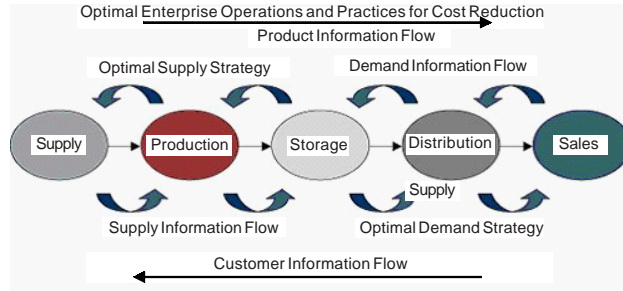 Optimal Enterprise Operations and Practices for Cost Reduction
Product Information Flow
Optimal Supply Strategy
Demand Information Flow
Supply
Production
Storage
Distribution
Sales
Supply
Supply Information Flow
Optimal Demand Strategy
Customer Information Flow